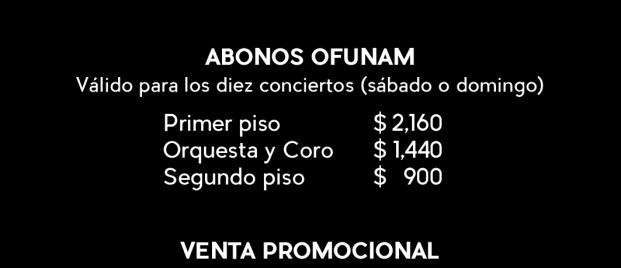 ABONOS OFUNAM
Válido para los diez conciertos (sábado o domingo)
Primer piso $ 2,160
Orquesta y Coro $ 1,440
Segundo piso $ 900
VENTA PROMOCIONAL